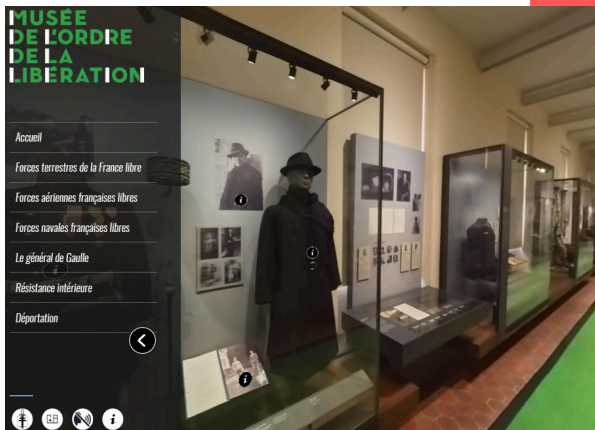 MUSÉE
DE L'ORDRE
DE LA
LIBÉRATION
Accueil
Forces terrestres de la France libre
Forces aériennes françaises libres
Forces navales françaises libres
Le général de Gaulle
Résistance intérieure
Déportation